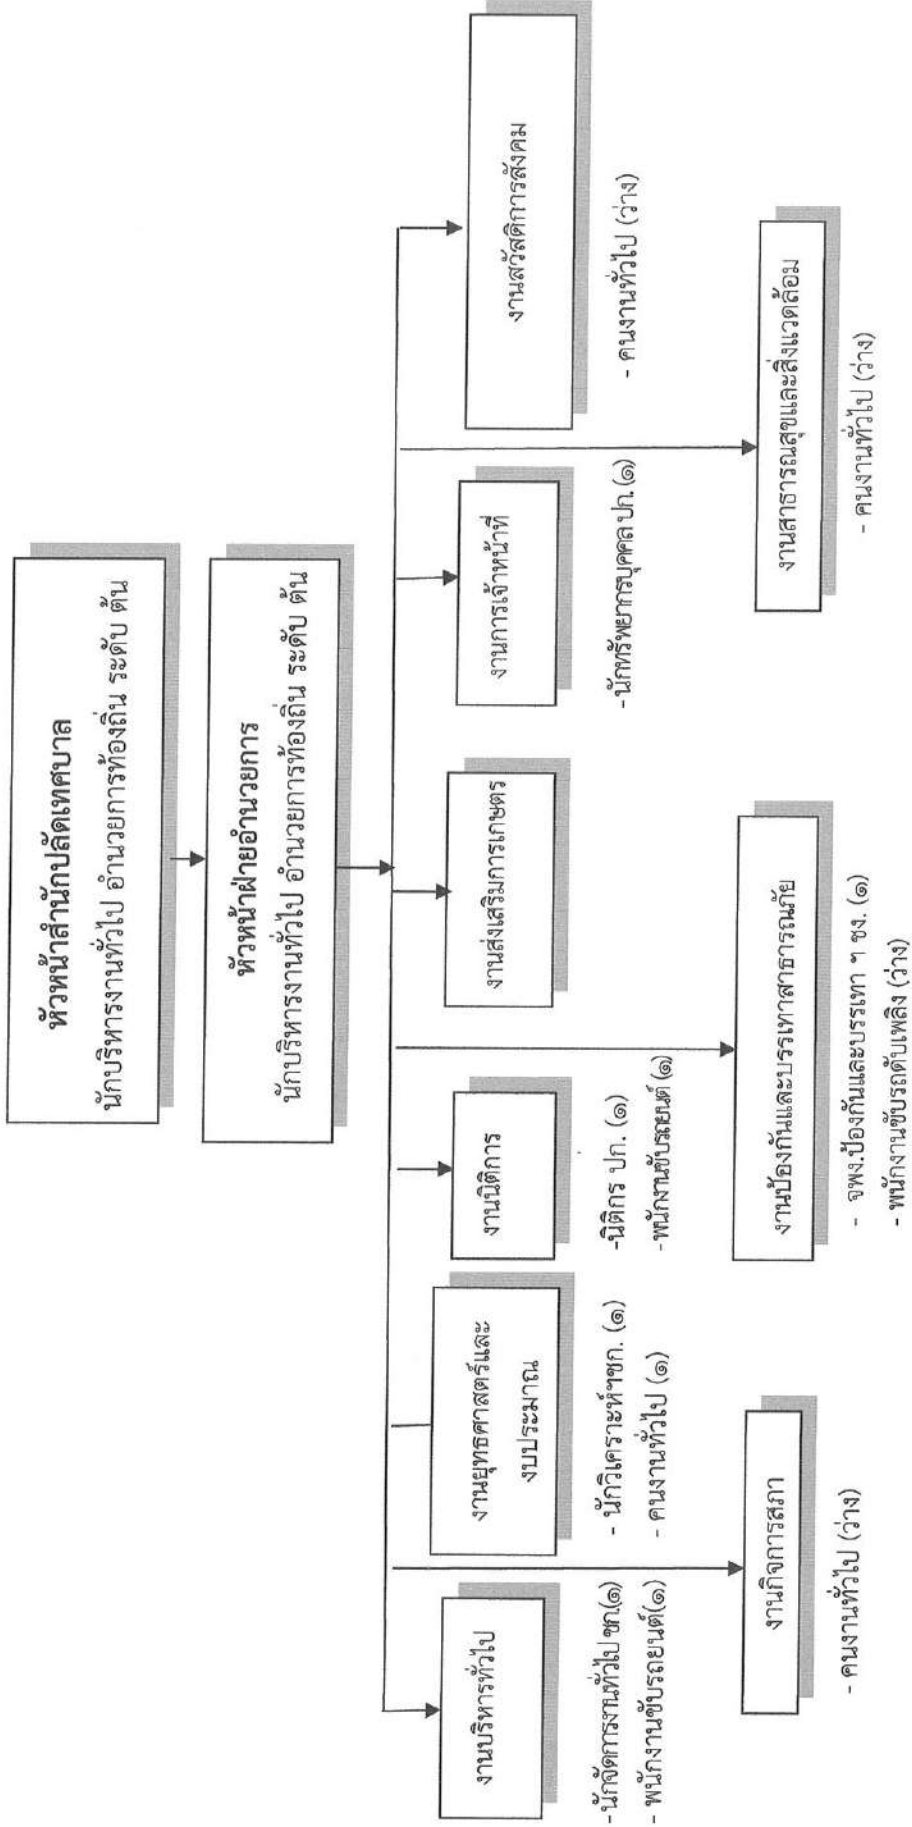 หัวหน้าสำนักปลัดเทศบาล
นักบริหารงานทั่วไป อำนวยการท้องถิ่น ระดับ ต้น
หัวหน้าฝ่ายอำนวยการ
นักบริหารงานทั่วไป อำนวยการท้องถิ่น ระดับ ต้น
งานบริหารทั่วไป
-นักจัดการงานทั่วไป ชก.(๑)
- พนักงานขับรถยนต์(๑)
งานยุทธศาสตร์และ
งบประมาณ
- นักวิเคราะห์ฯชก. (๑)
- คนงานทั่วไป (๑)
งานนิติการ
-นิติกร ปก. (๑)
-พนักงานขับรถยนต์ (๑)
งานส่งเสริมการเกษตร
งานการเจ้าหน้าที่
-นักทรัพยากรบุคคล ปก. (๑)
งานสวัสดิการสังคม
- คนงานทั่วไป (ว่าง)
งานกิจการสภา
- คนงานทั่วไป (ว่าง)
งานป้องกันและบรรเทาสาธารณภัย
- จพง.ป้องกันและบรรเทา ฯ ชง. (๑)
- พนักงานขับรถดับเพลิง (ว่าง)
งานสาธารณสุขและสิ่งแวดล้อม
- คนงานทั่วไป (ว่าง)